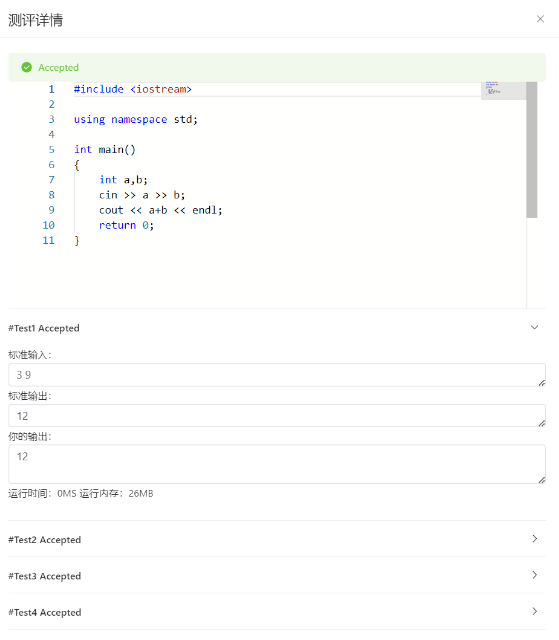 测评详情
Accepted
1 #include <iostream>
2
3 using namespace std;
4
5 int main()
6 {
7     int a,b;
8     cin >> a >> b;
9     cout << a+b << endl;
10     return 0;
11 }
#Test1 Accepted
标准输入：
3 9
标准输出：
12
你的输出：
12
运行时间：0MS 运行内存：26MB
#Test2 Accepted
#Test3 Accepted
#Test4 Accepted